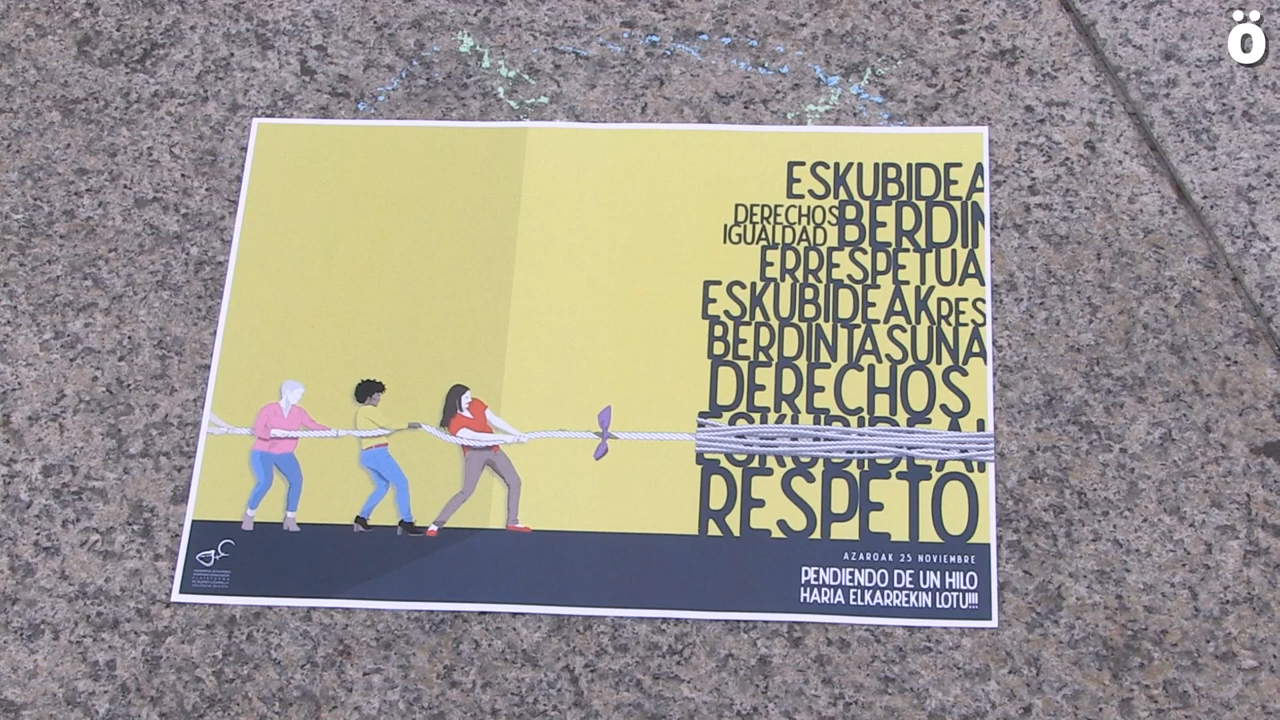 ö
ESKUBIDEA
DERECHOS BERDIN
IGUALDAD
ERRESPETUA
ESKUBIDEAK RES
BERDINTASUNA
DERECHOS
ESKUBIDEA
RESPETO
AZAROAK 25 NOVIEMBRE
PENDIENDO DE UN HILO
HARIA ELKARREKIN LOTU!!!